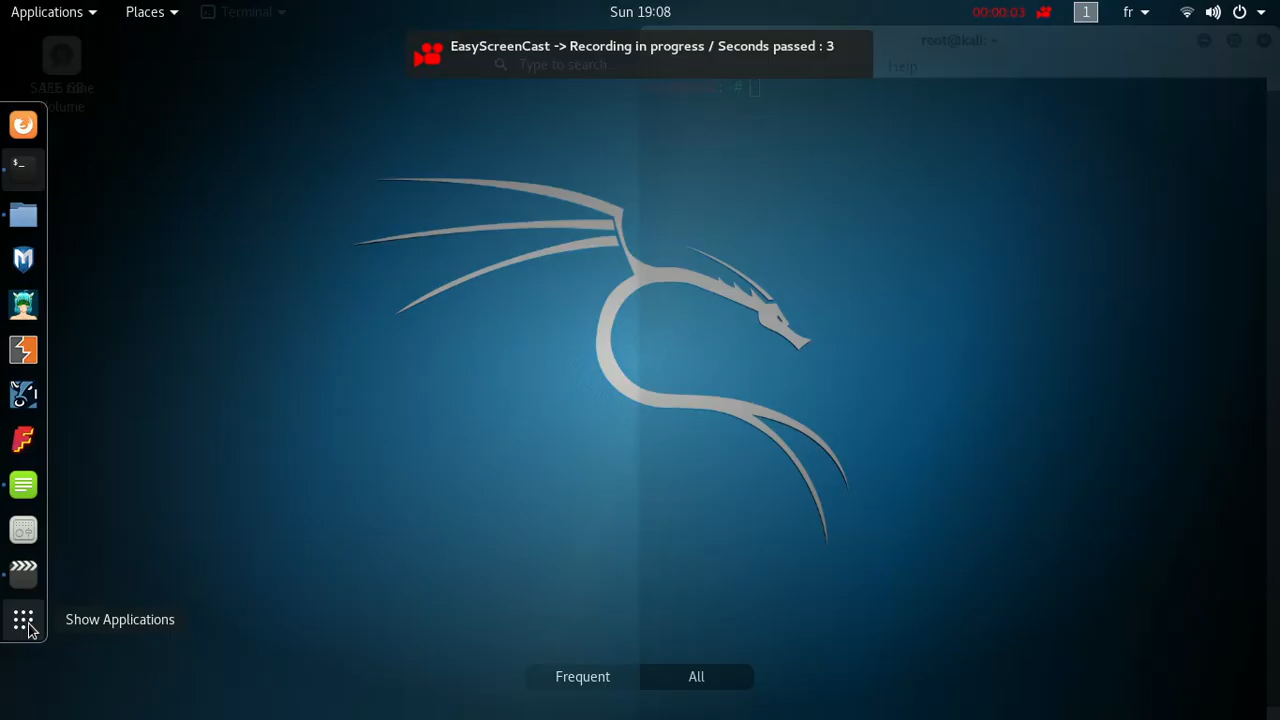 Applications
Places
Terminal
Sun 19:08
00:00:03
1
fr
EasyScreenCast -> Recording in progress / Seconds passed : 3
Type to search...
root@kali: ~
Help
: # 
Volume
$_
Show Applications
Frequent
All